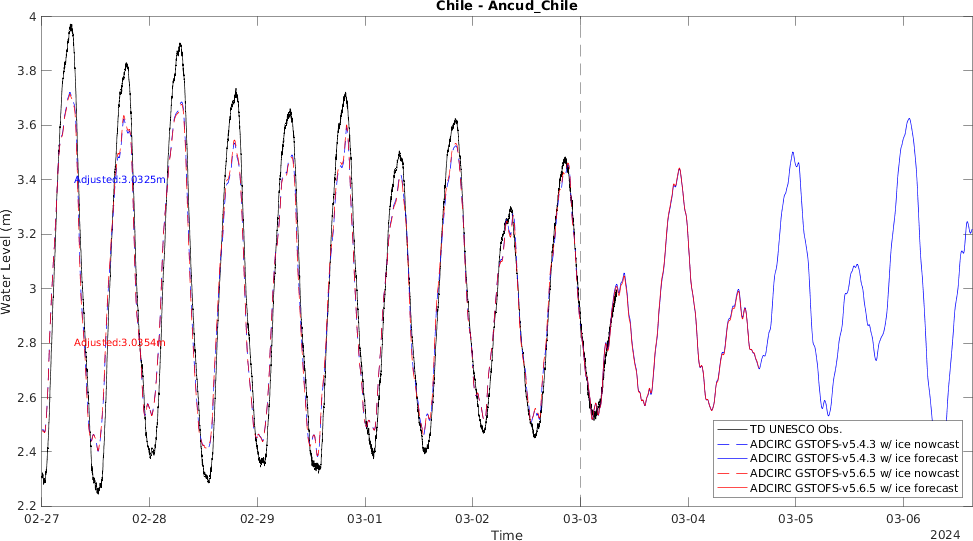 Chile - Ancud_Chile
4
3.8
3.6
3.4
3.2
3
2.8
2.6
2.4
2.2
Water Level (m)
Adjusted:3.0325m
Adjusted:3.0354m
TD UNESCO Obs.
ADCIRC GSTOFS-v5.4.3 w/ ice nowcast
ADCIRC GSTOFS-v5.4.3 w/ ice forecast
ADCIRC GSTOFS-v5.6.5 w/ ice nowcast
ADCIRC GSTOFS-v5.6.5 w/ ice forecast
02-27 02-28 02-29 03-01 03-02 03-03 03-04 03-05 03-06
Time
2024